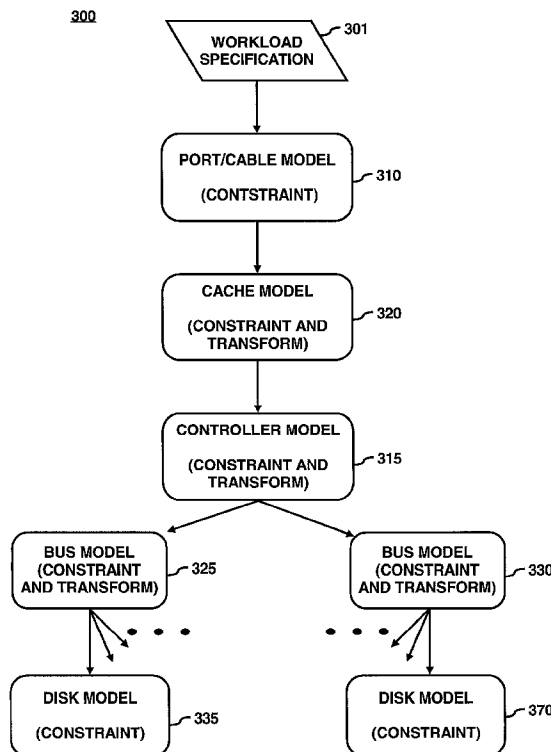 300
WORKLOAD
SPECIFICATION
301
PORT/CABLE MODEL
(CONTSTRAINT)
310
CACHE MODEL
(CONSTRAINT AND
TRANSFORM)
320
CONTROLLER MODEL
(CONSTRAINT AND
TRANSFORM)
315
BUS MODEL
(CONSTRAINT
AND TRANSFORM)
325
BUS MODEL
(CONSTRAINT
AND TRANSFORM)
330
DISK MODEL
(CONSTRAINT)
335
DISK MODEL
(CONSTRAINT)
370